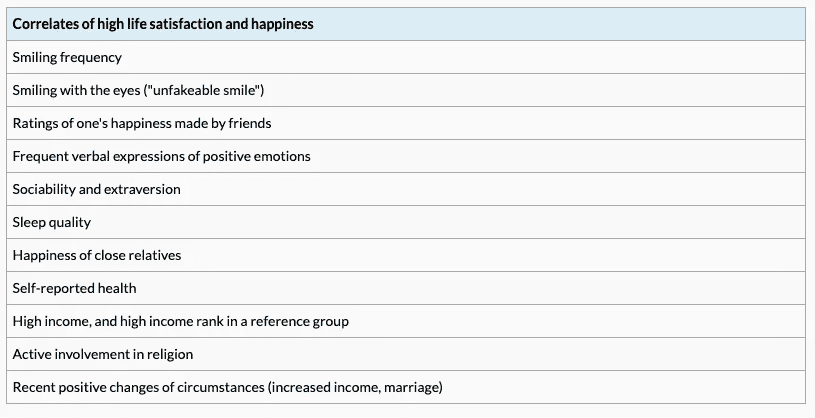 Correlates of high life satisfaction and happiness
Smiling frequency
Smiling with the eyes ("unfakeable smile")
Ratings of one's happiness made by friends
Frequent verbal expressions of positive emotions
Sociability and extraversion
Sleep quality
Happiness of close relatives
Self-reported health
High income, and high income rank in a reference group
Active involvement in religion
Recent positive changes of circumstances (increased income, marriage)